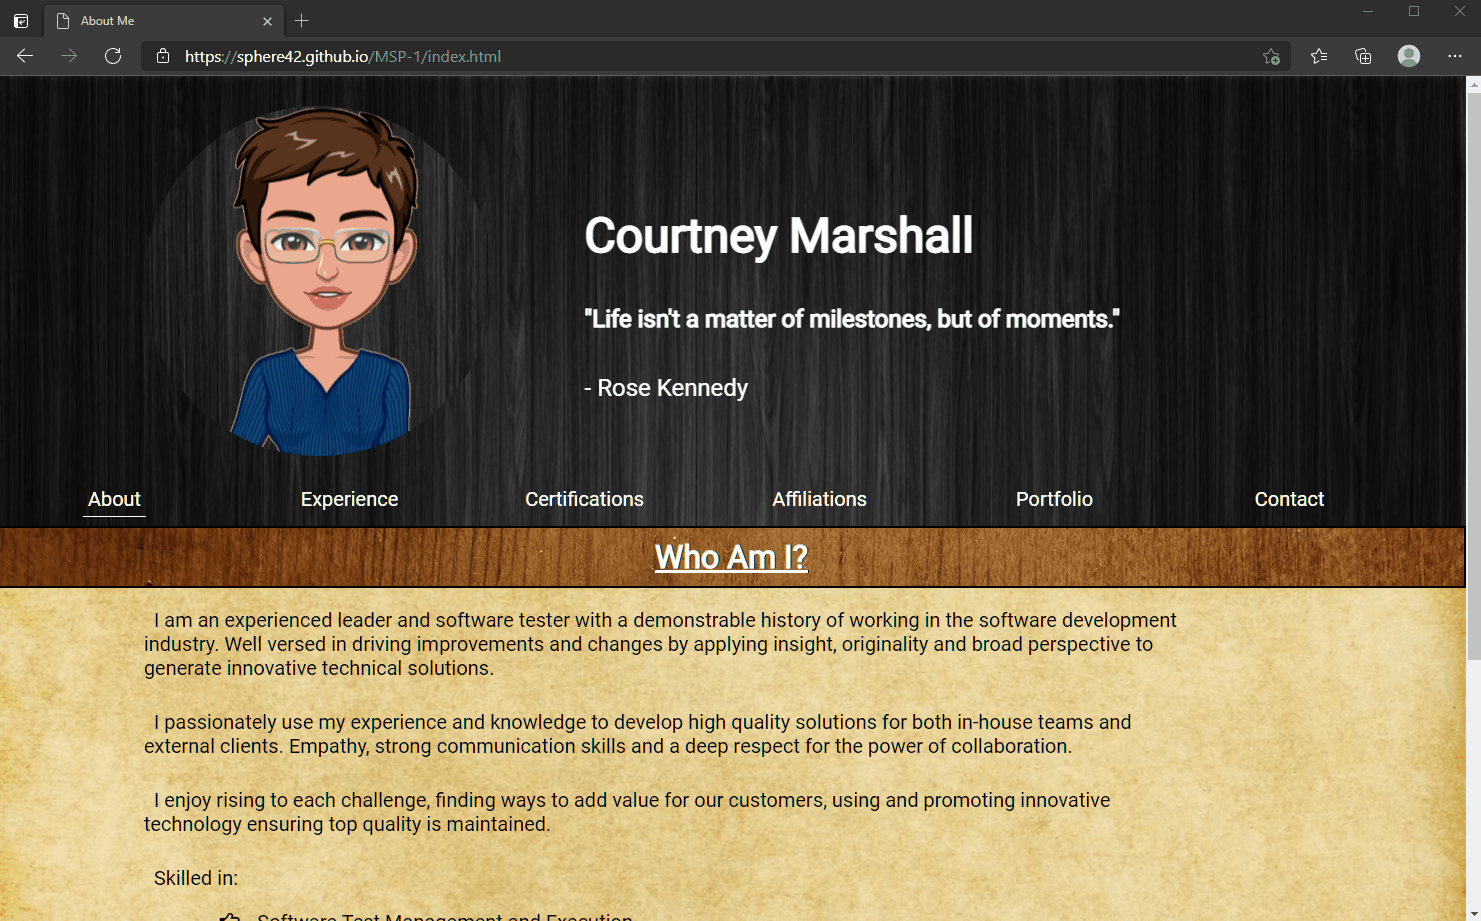 About Me
https://sphere42.github.io/MSP-1/index.html
Courtney Marshall
"Life isn't a matter of milestones, but of moments."
- Rose Kennedy
About Experience Certifications Affiliations Portfolio Contact
Who Am I?
I am an experienced leader and software tester with a demonstrable history of working in the software development
industry. Well versed in driving improvements and changes by applying insight, originality and broad perspective to
generate innovative technical solutions.
I passionately use my experience and knowledge to develop high quality solutions for both in-house teams and
external clients. Empathy, strong communication skills and a deep respect for the power of collaboration.
I enjoy rising to each challenge, finding ways to add value for our customers, using and promoting innovative
technology ensuring top quality is maintained.
Skilled in:
Software Test Management and Execution